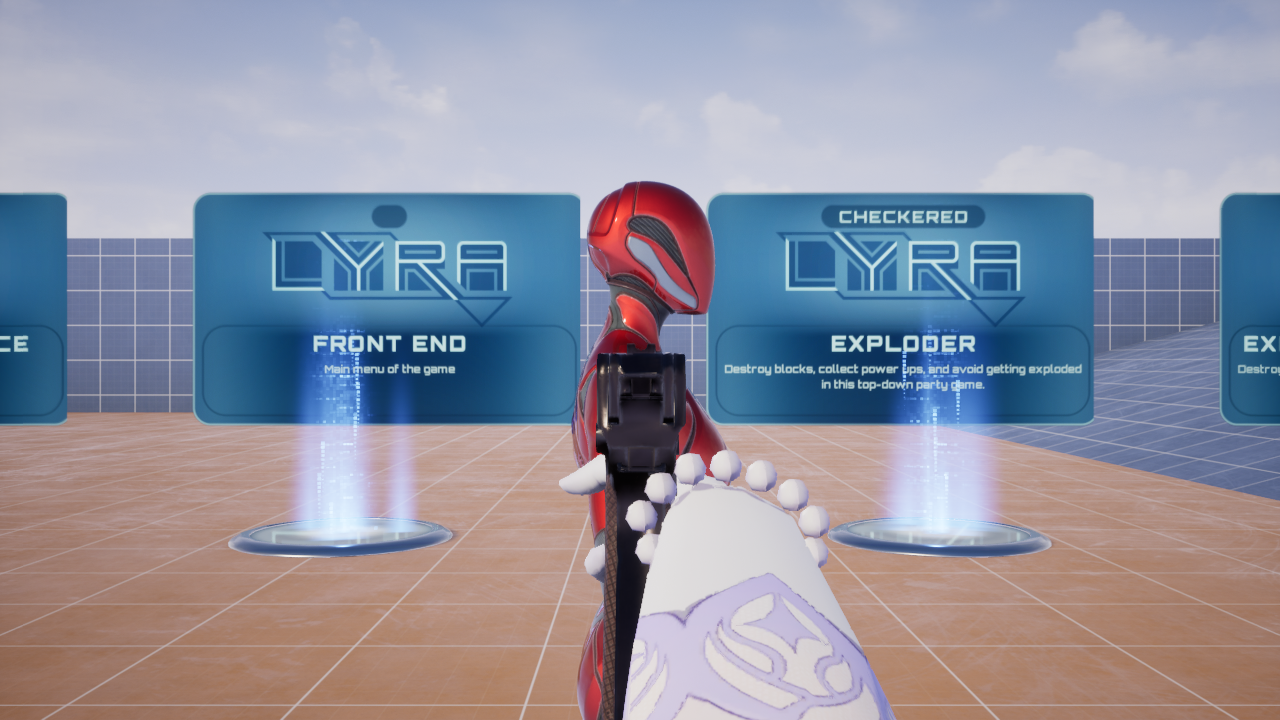 LYRA
FRONT END
Main menu of the game
CHECKERED
LYRA
EXPLODER
Destroy blocks, collect power ups, and avoid getting exploded
in this top-down party game.
CE
EX
Destroy